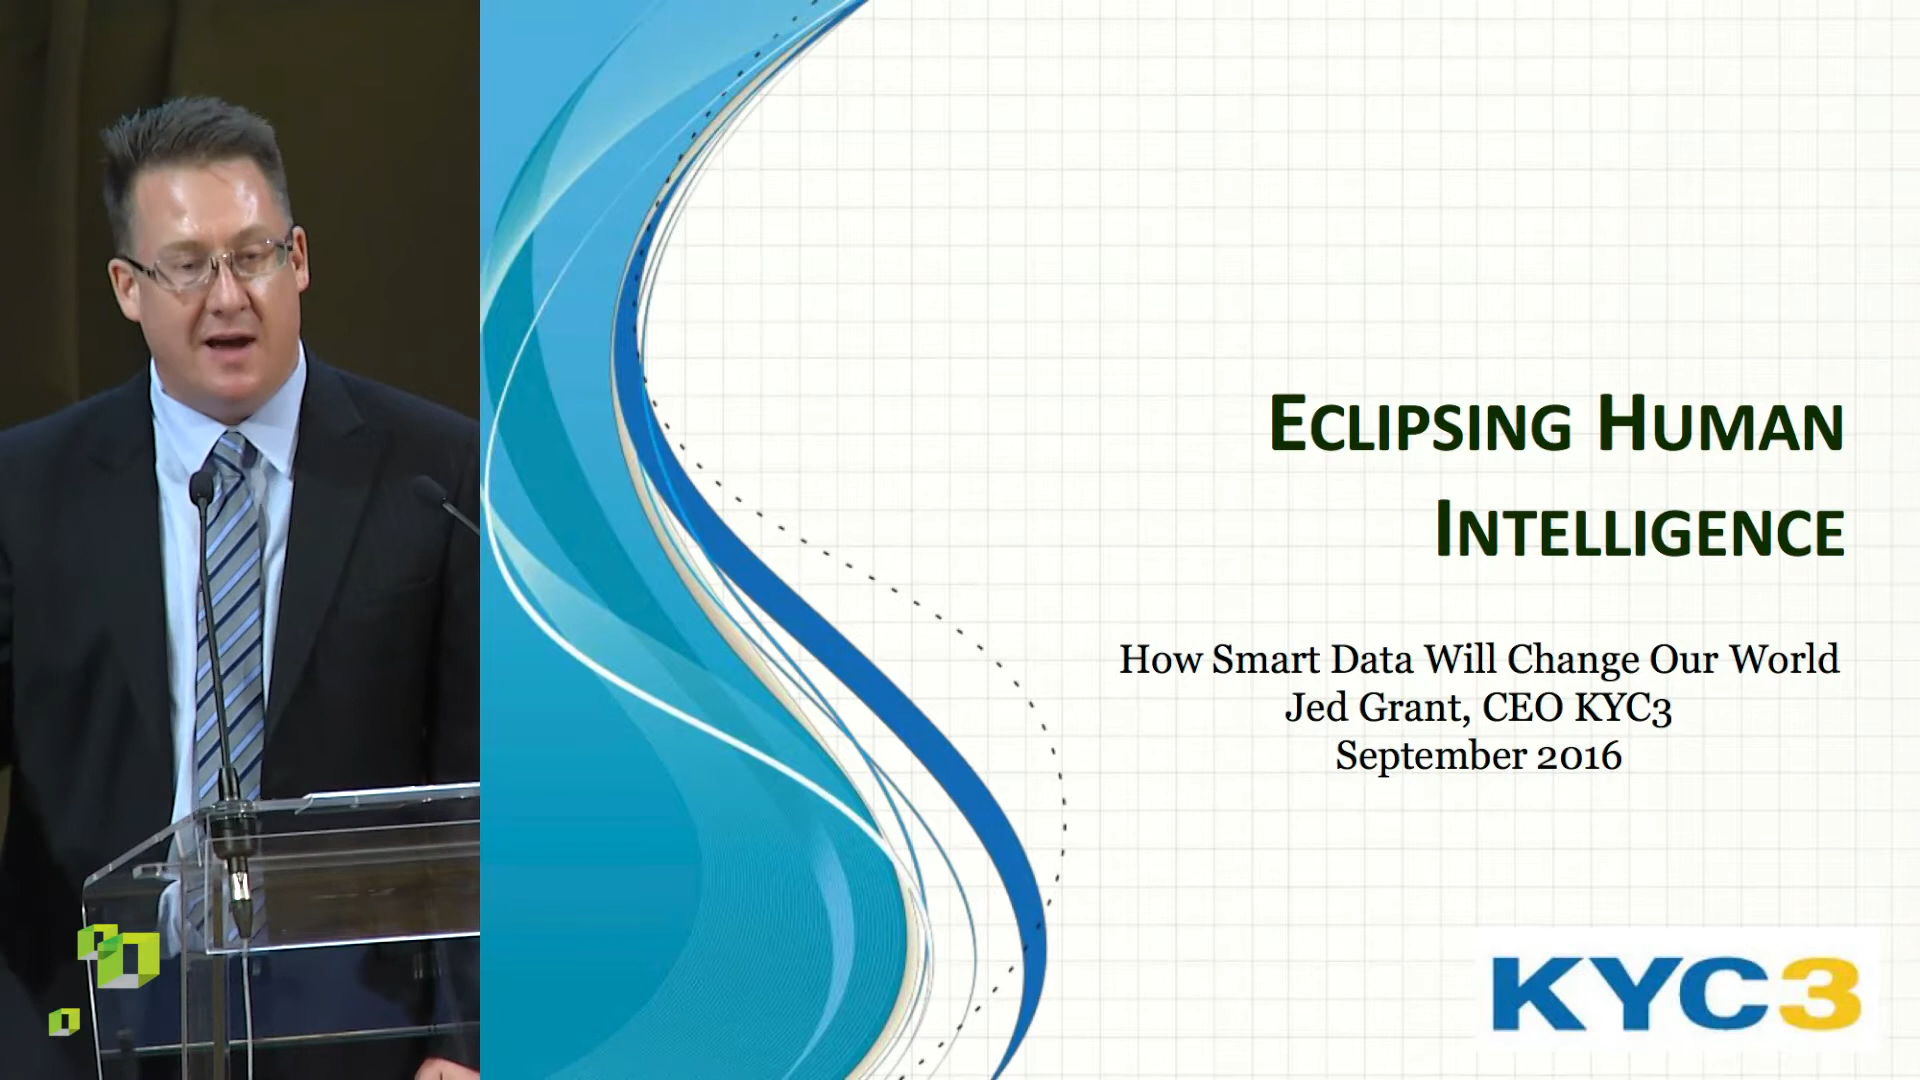 Eclipsing Human
Intelligence
How Smart Data Will Change Our World
Jed Grant, CEO KYC3
September 2016
KYC3